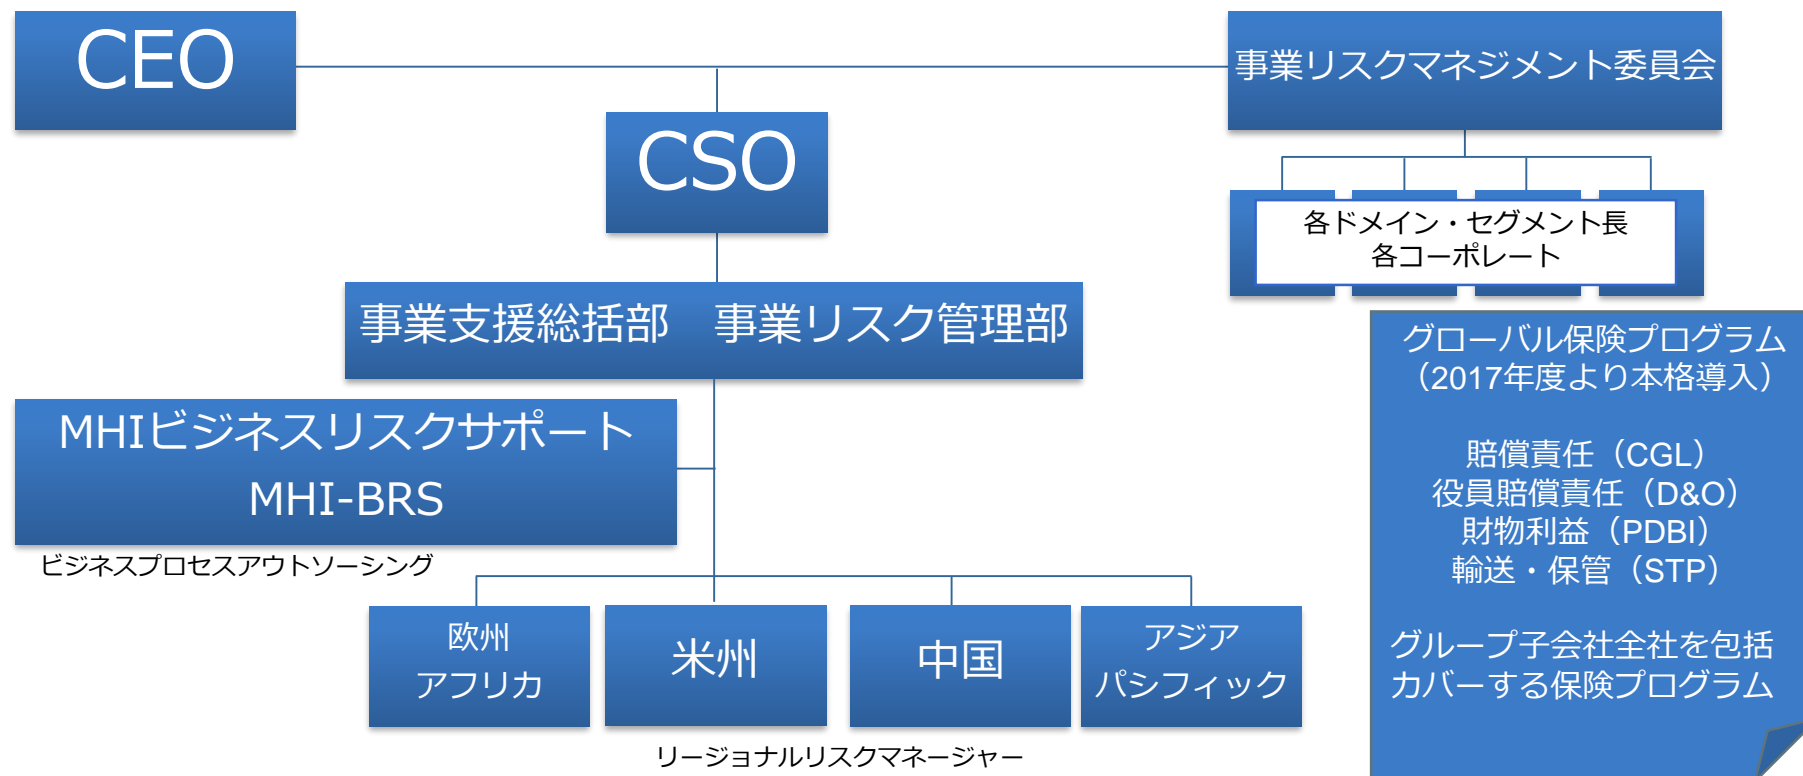 CEO
事業リスクマネジメント委員会
CSO
各ドメイン・セグメント長
各コーポレート
事業支援総括部　事業リスク管理部
MHIビジネスリスクサポート
MHI-BRS
ビジネスプロセスアウトソーシング
欧州
アフリカ
米州
中国
アジア
パシフィック
リージョナルリスクマネージャー
グローバル保険プログラム
（2017年度より本格導入）
賠償責任（CGL）
役員賠償責任（D&O）
財物利益（PDBI）
輸送・保管（STP）
グループ子会社全社を包括
カバーする保険プログラム